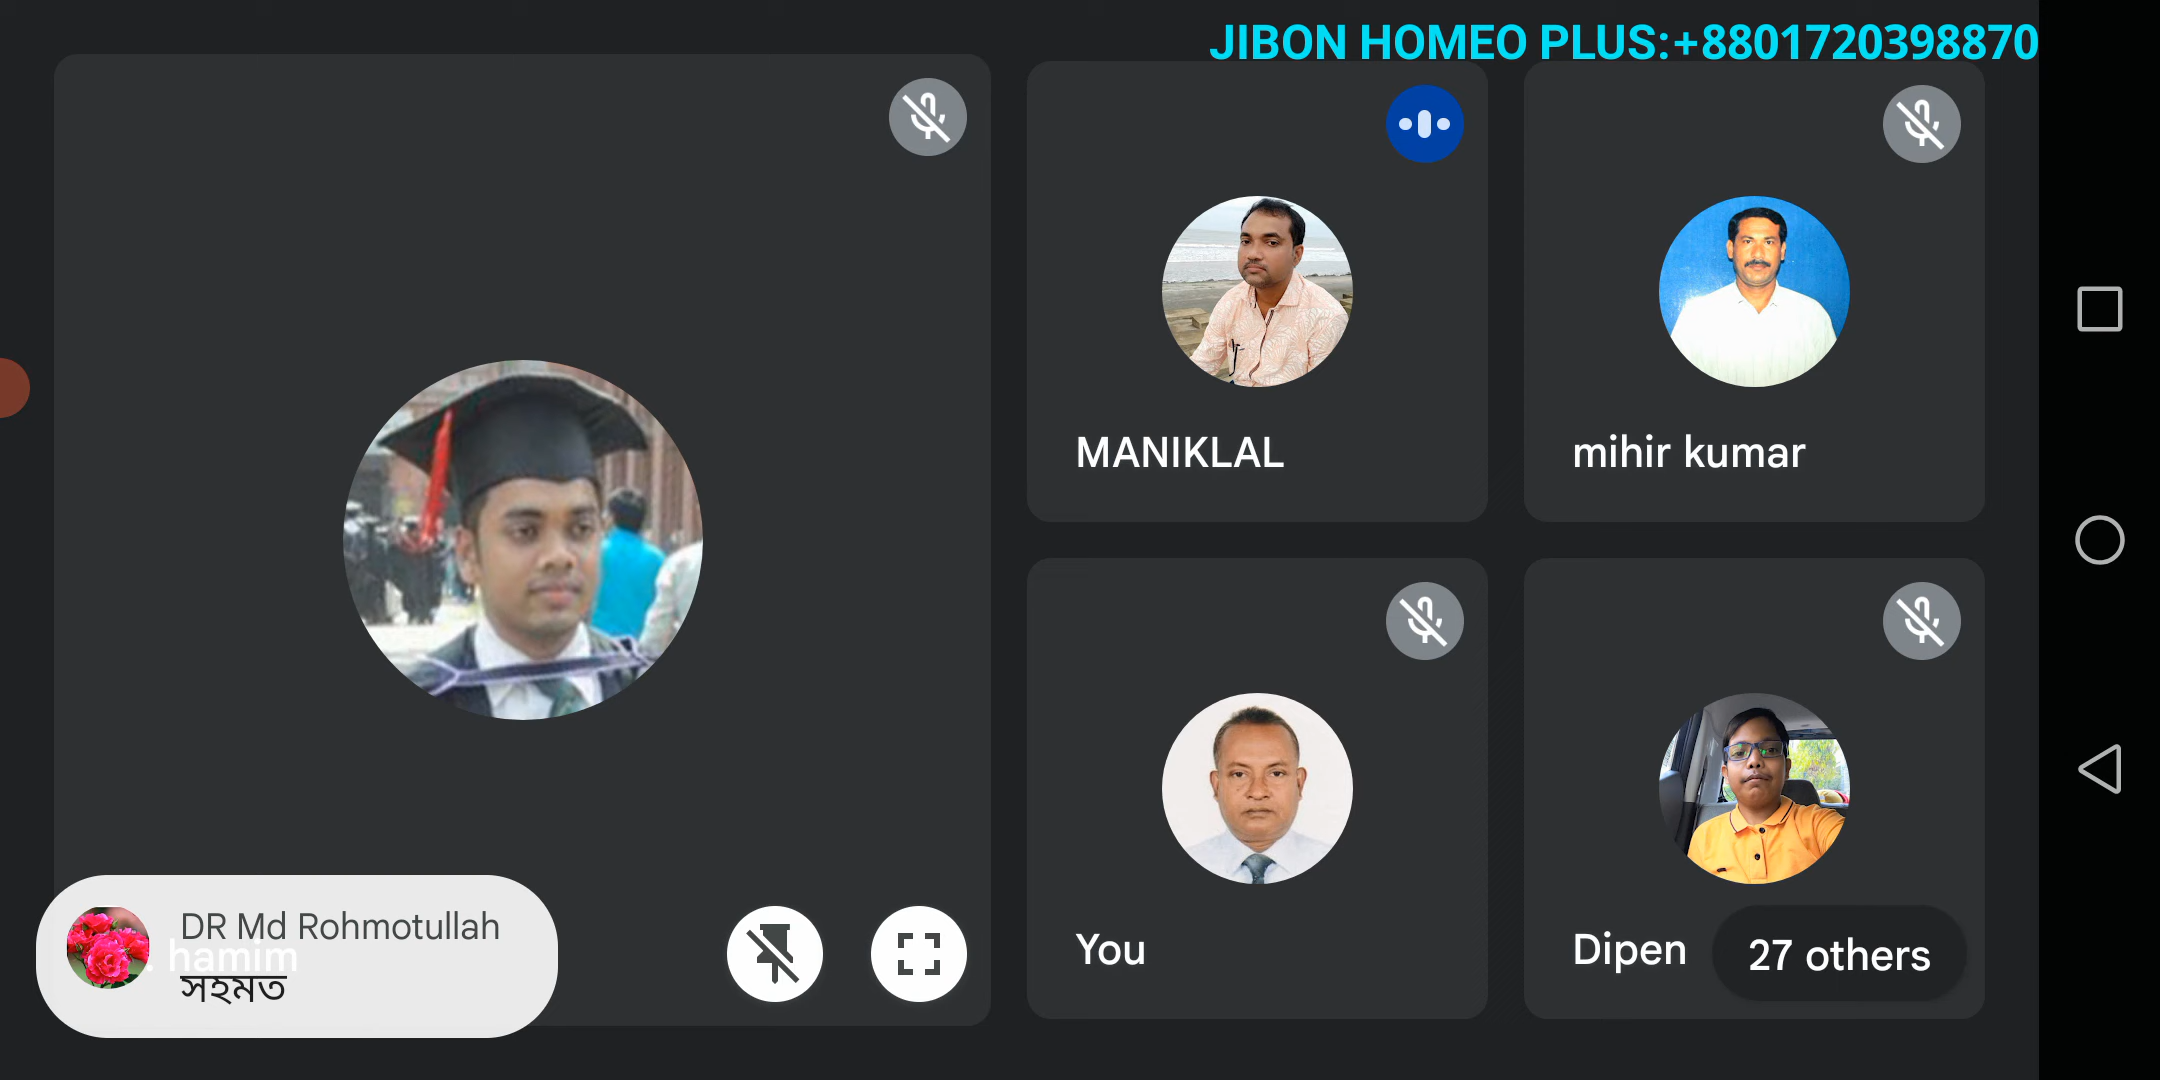 JIBON HOMEO PLUS:+8801720398870
MANIKLAL
mihir kumar
DR Md Rohmotullah
hamim
সহমত
You
Dipen
27 others